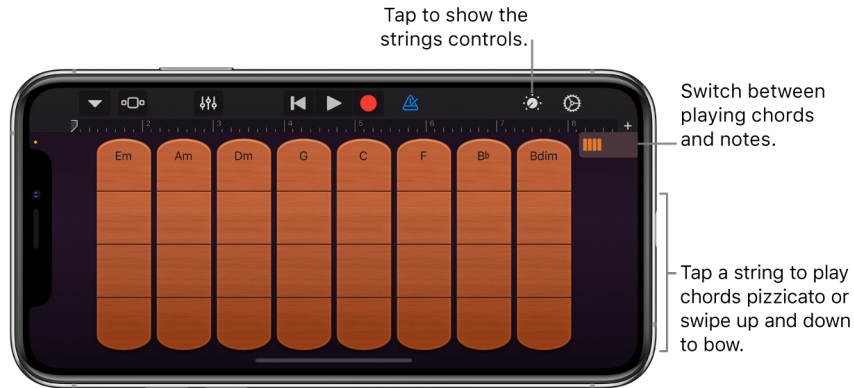 Tap to show the
strings controls.
Switch between
playing chords
and notes.
2 3 4 5 6 7 8 +
Em Am Dm G C F B♭ Bdim
Tap a string to play
chords pizzicato or
swipe up and down
to bow.